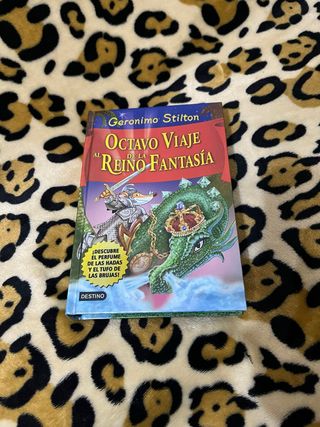 Geronimo Stilton
OCTAVO VIAJE
AL REINO DE LA FANTASÍA
¡DESCUBRE
EL PERFUME
DE LAS HADAS
Y EL TUFO DE
LAS BRUJAS!
DESTINO